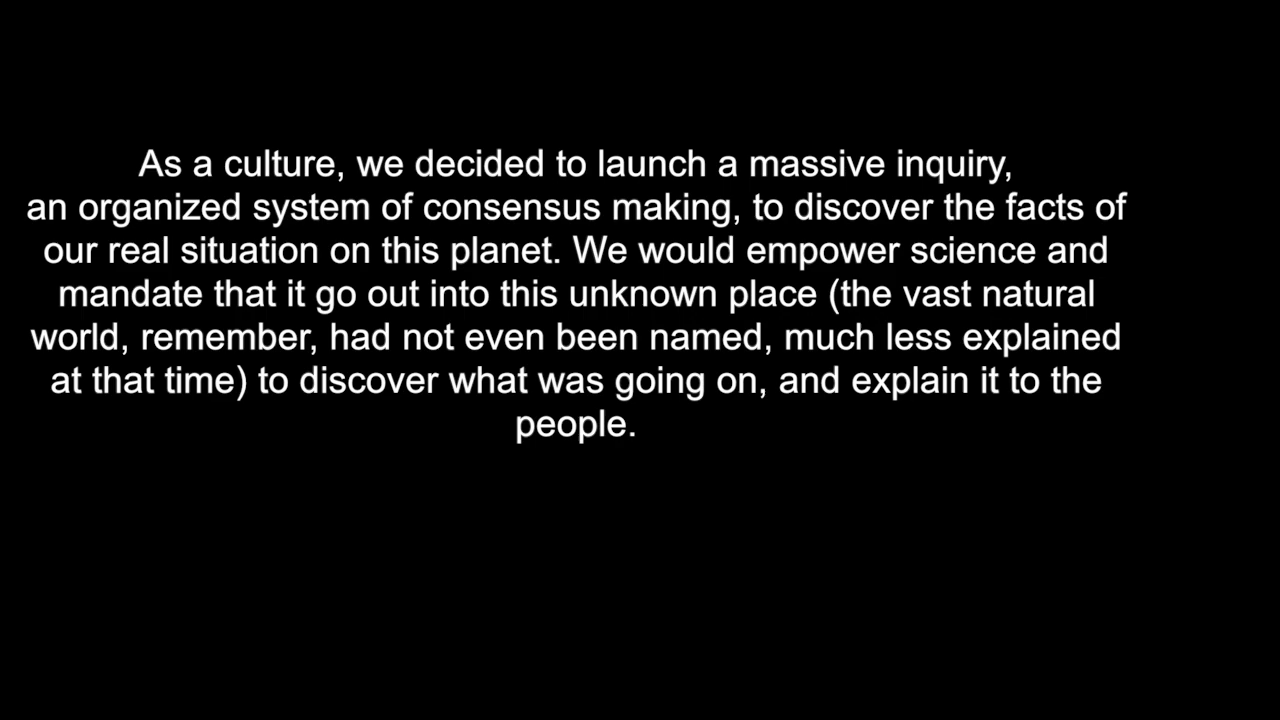 As a culture, we decided to launch a massive inquiry,
an organized system of consensus making, to discover the facts of
our real situation on this planet. We would empower science and
mandate that it go out into this unknown place (the vast natural
world, remember, had not even been named, much less explained
at that time) to discover what was going on, and explain it to the
people.